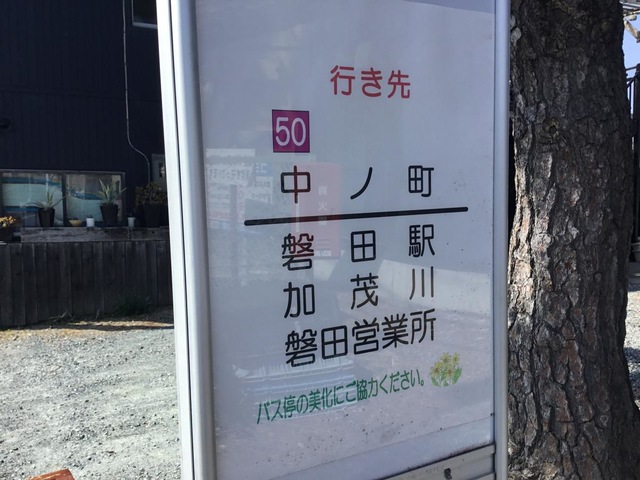 行き先
50
中ノ町
磐田駅
加茂川
磐田営業所
バス停の美化にご協力ください。